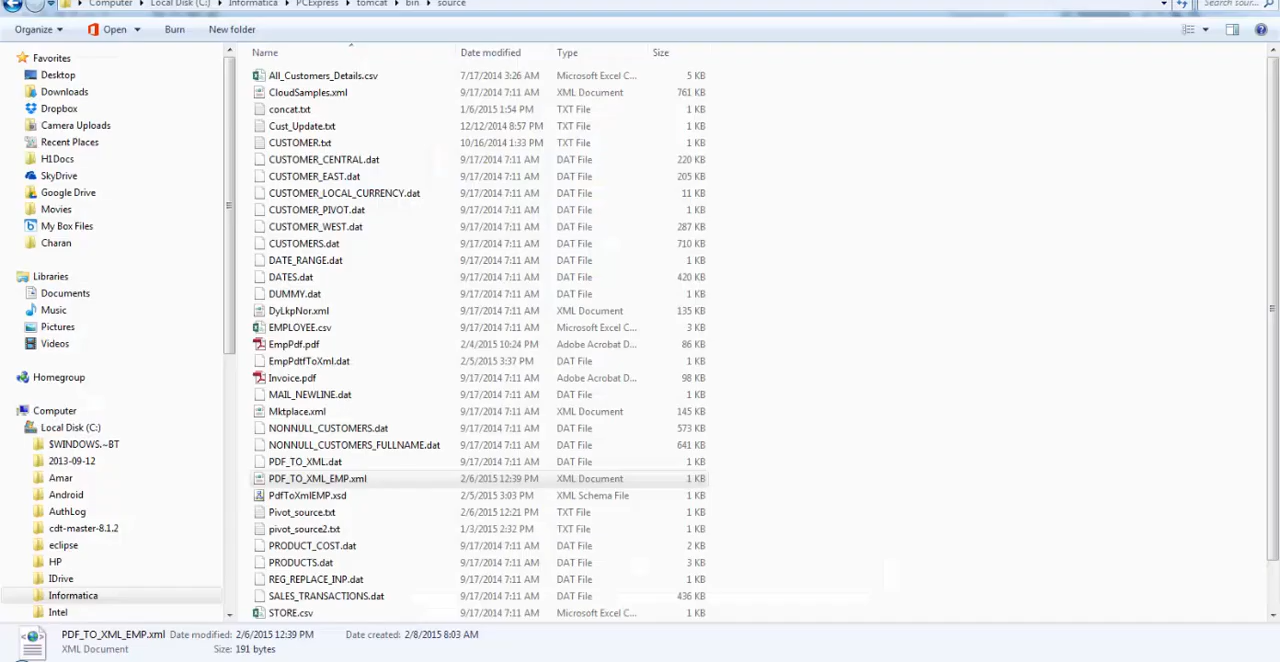 Computer Local Disk (C:) Informatica PCExpress tomcat bin source Search sour...
Organize Open Burn New folder
Name Date modified Type Size
Favorites
Desktop
Downloads
Dropbox
Camera Uploads
Recent Places
H1Docs
SkyDrive
Google Drive
Movies
My Box Files
Charan
Libraries
Documents
Music
Pictures
Videos
Homegroup
Computer
Local Disk (C:)
$WINDOWS.~BT
2013-09-12
Amar
Android
AuthLog
cdt-master-8.1.2
eclipse
HP
IDrive
Informatica
Intel
All_Customers_Details.csv 7/17/2014 3:26 AM Microsoft Excel C... 5 KB
CloudSamples.xml 9/17/2014 7:11 AM XML Document 761 KB
concat.txt 1/6/2015 1:54 PM TXT File 1 KB
Cust_Update.txt 12/12/2014 8:57 PM TXT File 1 KB
CUSTOMER.txt 10/16/2014 1:33 PM TXT File 1 KB
CUSTOMER_CENTRAL.dat 9/17/2014 7:11 AM DAT File 220 KB
CUSTOMER_EAST.dat 9/17/2014 7:11 AM DAT File 205 KB
CUSTOMER_LOCAL_CURRENCY.dat 9/17/2014 7:11 AM DAT File 11 KB
CUSTOMER_PIVOT.dat 9/17/2014 7:11 AM DAT File 1 KB
CUSTOMER_WEST.dat 9/17/2014 7:11 AM DAT File 287 KB
CUSTOMERS.dat 9/17/2014 7:11 AM DAT File 710 KB
DATE_RANGE.dat 9/17/2014 7:11 AM DAT File 1 KB
DATES.dat 9/17/2014 7:11 AM DAT File 420 KB
DUMMY.dat 9/17/2014 7:11 AM DAT File 1 KB
DyLkpNor.xml 9/17/2014 7:11 AM XML Document 135 KB
EMPLOYEE.csv 9/17/2014 7:11 AM Microsoft Excel C... 3 KB
EmpPdf.pdf 2/4/2015 10:24 PM Adobe Acrobat D... 86 KB
EmpPdtfToXml.dat 2/5/2015 3:37 PM DAT File 1 KB
Invoice.pdf 9/17/2014 7:11 AM Adobe Acrobat D... 98 KB
MAIL_NEWLINE.dat 9/17/2014 7:11 AM DAT File 1 KB
Mktplace.xml 9/17/2014 7:11 AM XML Document 145 KB
NONNULL_CUSTOMERS.dat 9/17/2014 7:11 AM DAT File 573 KB
NONNULL_CUSTOMERS_FULLNAME.dat 9/17/2014 7:11 AM DAT File 641 KB
PDF_TO_XML.dat 9/17/2014 7:11 AM DAT File 1 KB
PDF_TO_XML_EMP.xml 2/6/2015 12:39 PM XML Document 1 KB
PdfToXmlEMP.xsd 2/5/2015 3:03 PM XML Schema File 1 KB
Pivot_source.txt 2/6/2015 12:21 PM TXT File 1 KB
pivot_source2.txt 1/3/2015 2:32 PM TXT File 1 KB
PRODUCT_COST.dat 9/17/2014 7:11 AM DAT File 2 KB
PRODUCTS.dat 9/17/2014 7:11 AM DAT File 3 KB
REG_REPLACE_INP.dat 9/17/2014 7:11 AM DAT File 1 KB
SALES_TRANSACTIONS.dat 9/17/2014 7:11 AM DAT File 436 KB
STORE.csv 9/17/2014 7:11 AM Microsoft Excel C... 3 KB
PDF_TO_XML_EMP.xml Date modified: 2/6/2015 12:39 PM Date created: 2/8/2015 8:03 AM
XML Document Size: 191 bytes